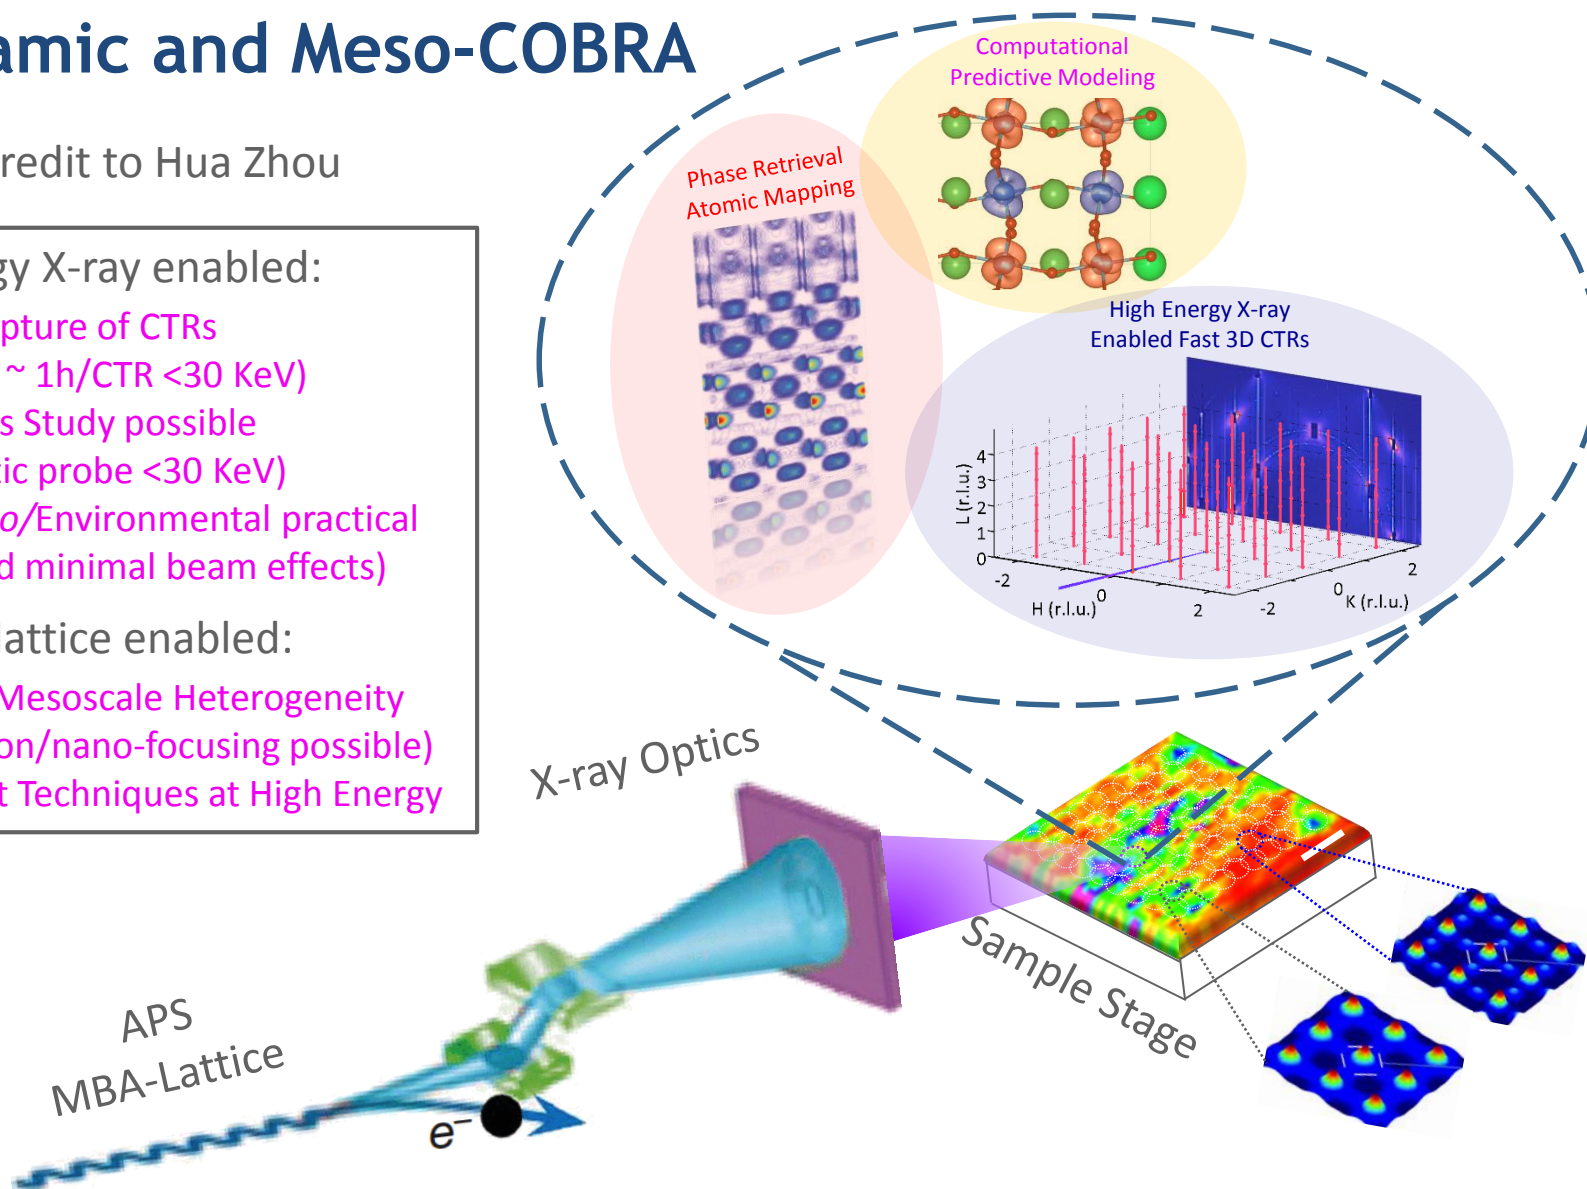 amic and Meso-COBRA
redit to Hua Zhou
gy X-ray enabled:
pture of CTRs
~ 1h/CTR <30 KeV)
s Study possible
tic probe <30 KeV)
o/Environmental practical
d minimal beam effects)
lattice enabled:
Mesoscale Heterogeneity
on/nano-focusing possible)
t Techniques at High Energy
Computational
Predictive Modeling
Phase Retrieval
Atomic Mapping
High Energy X-ray
Enabled Fast 3D CTRs
L (r.l.u.)
4
3
2
1
0
-2
0
2
H (r.l.u.)
-2
0
2
K (r.l.u.)
X-ray Optics
Sample Stage
APS
MBA-Lattice
e⁻